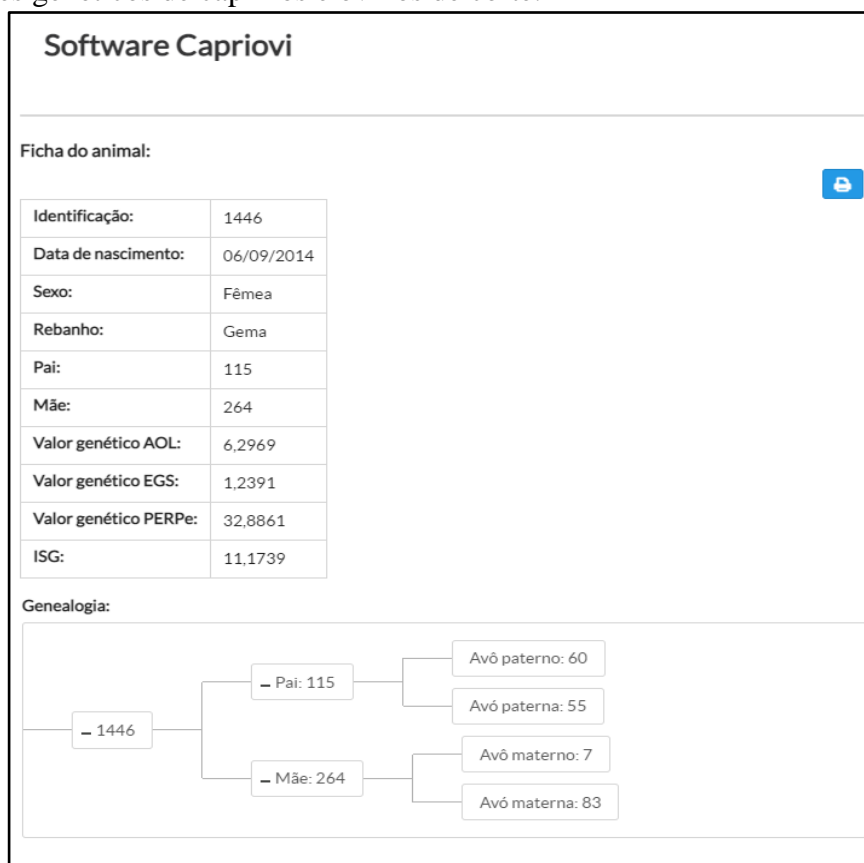 Software Capriovi
Ficha do animal:
Identificação: 1446
Data de nascimento: 06/09/2014
Sexo: Fêmea
Rebanho: Gema
Pai: 115
Mãe: 264
Valor genético AOL: 6,2969
Valor genético EGS: 1,2391
Valor genético PERPe: 32,8861
ISG: 11,1739
Genealogia:
Avô paterno: 60
– Pai: 115
Avó paterna: 55
– 1446
Avô materno: 7
– Mãe: 264
Avó materna: 83